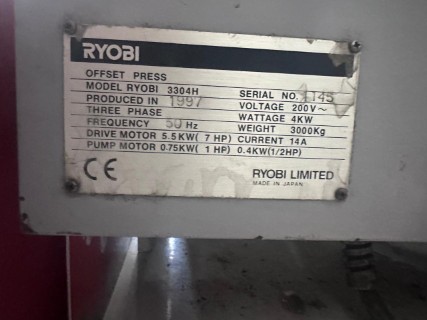 RYOBI
OFFSET PRESS
MODEL RYOBI 3304H SERIAL NO. 1145
PRODUCED IN 1997 VOLTAGE 200V~
THREE PHASE WATTAGE 4KW
FREQUENCY 50 Hz WEIGHT 3000Kg
DRIVE MOTOR 5.5KW( 7 HP) CURRENT 14A
PUMP MOTOR 0.75KW( 1 HP) 0.4KW(1/2HP)
CE RYOBI LIMITED
MADE IN JAPAN